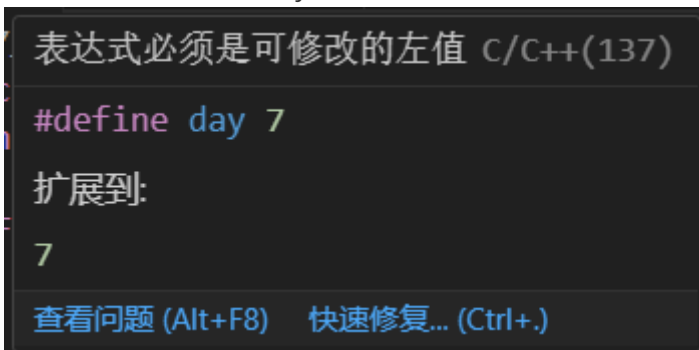 表达式必须是可修改的左值 C/C++(137)
#define day 7
扩展到:
7
查看问题 (Alt+F8) 快速修复... (Ctrl+.)